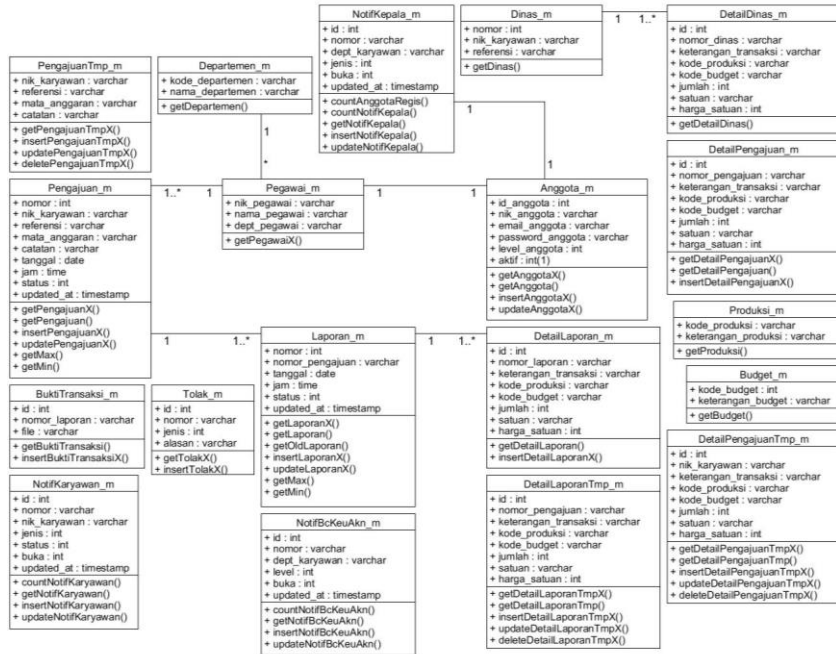 PengajuanTmp_m
+ nik_karyawan : varchar
+ referensi : varchar
+ mata_anggaran : varchar
+ catatan : varchar
+ getPengajuanTmpX()
+ insertPengajuanTmpX()
+ updatePengajuanTmpX()
+ deletePengajuanTmpX()
Departemen_m
+ kode_departemen : varchar
+ nama_departemen : varchar
+ getDepartemen()
NotifKepala_m
+ id : int
+ nomor : varchar
+ dept_karyawan : varchar
+ jenis : int
+ buka : int
+ updated_at : timestamp
+ countAnggotaRegis()
+ countNotifKepala()
+ getNotifKepala()
+ insertNotifKepala()
+ updateNotifKepala()
Dinas_m
+ nomor : int
+ nik_karyawan : varchar
+ referensi : varchar
+ getDinas()
1 1..*
DetailDinas_m
+ id : int
+ nomor_dinas : varchar
+ keterangan_transaksi : varchar
+ kode_produksi : varchar
+ kode_budget : varchar
+ jumlah : int
+ satuan : varchar
+ harga_satuan : int
+ getDetailDinas()
1
*
1
1
Pengajuan_m
+ nomor : int
+ nik_karyawan : varchar
+ referensi : varchar
+ mata_anggaran : varchar
+ catatan : varchar
+ tanggal : date
+ jam : time
+ status : int
+ updated_at : timestamp
+ getPengajuanX()
+ getPengajuan()
+ insertPengajuanX()
+ updatePengajuanX()
+ getMax()
+ getMin()
1..* 1
Pegawai_m
+ nik_pegawai : varchar
+ nama_pegawai : varchar
+ dept_pegawai : varchar
+ getPegawaiX()
1 1
Anggota_m
+ id_anggota : int
+ nik_anggota : varchar
+ email_anggota : varchar
+ password_anggota : varchar
+ level_anggota : int
+ aktif : int(1)
+ getAnggotaX()
+ getAnggota()
+ insertAnggotaX()
+ updateAnggotaX()
DetailPengajuan_m
+ id : int
+ nomor_pengajuan : varchar
+ keterangan_transaksi : varchar
+ kode_produksi : varchar
+ kode_budget : varchar
+ jumlah : int
+ satuan : varchar
+ harga_satuan : int
+ getDetailPengajuanX()
+ getDetailPengajuan()
+ insertDetailPengajuanX()
Produksi_m
+ kode_produksi : varchar
+ keterangan_produksi : varchar
+ getProduksi()
1 1..*
Laporan_m
+ nomor : int
+ nomor_pengajuan : varchar
+ tanggal : date
+ jam : time
+ status : int
+ updated_at : timestamp
+ getLaporanX()
+ getLaporan()
+ getOldLaporan()
+ insertLaporanX()
+ updateLaporanX()
+ getMax()
+ getMin()
1 1..*
DetailLaporan_m
+ id : int
+ nomor_laporan : varchar
+ keterangan_transaksi : varchar
+ kode_produksi : varchar
+ kode_budget : varchar
+ jumlah : int
+ satuan : varchar
+ harga_satuan : int
+ getDetailLaporan()
+ insertDetailLaporanX()
Budget_m
+ kode_budget : int
+ keterangan_budget : varchar
+ getBudget()
BuktiTransaksi_m
+ id : int
+ nomor_laporan : varchar
+ file : varchar
+ getBuktiTransaksi()
+ insertBuktiTransaksiX()
Tolak_m
+ id : int
+ nomor : varchar
+ jenis : int
+ alasan : varchar
+ getTolakX()
+ insertTolakX()
DetailPengajuanTmp_m
+ id : int
+ nik_karyawan : varchar
+ keterangan_transaksi : varchar
+ kode_produksi : varchar
+ kode_budget : varchar
+ jumlah : int
+ satuan : varchar
+ harga_satuan : int
+ getDetailPengajuanTmpX()
+ getDetailPengajuanTmp()
+ insertDetailPengajuanTmpX()
+ updateDetailPengajuanTmpX()
+ deleteDetailPengajuanTmpX()
NotifKaryawan_m
+ id : int
+ nomor : varchar
+ nik_karyawan : varchar
+ jenis : int
+ status : int
+ buka : int
+ updated_at : timestamp
+ countNotifKaryawan()
+ getNotifKaryawan()
+ insertNotifKaryawan()
+ updateNotifKaryawan()
NotifBcKeuAkn_m
+ id : int
+ nomor : varchar
+ dept_karyawan : varchar
+ level : int
+ buka : int
+ updated_at : timestamp
+ countNotifBcKeuAkn()
+ getNotifBcKeuAkn()
+ insertNotifBcKeuAkn()
+ updateNotifBcKeuAkn()
DetailLaporanTmp_m
+ id : int
+ nomor_pengajuan : varchar
+ keterangan_transaksi : varchar
+ kode_produksi : varchar
+ kode_budget : varchar
+ jumlah : int
+ satuan : varchar
+ harga_satuan : int
+ getDetailLaporanTmpX()
+ getDetailLaporanTmp()
+ insertDetailLaporanTmpX()
+ updateDetailLaporanTmpX()
+ deleteDetailLaporanTmpX()